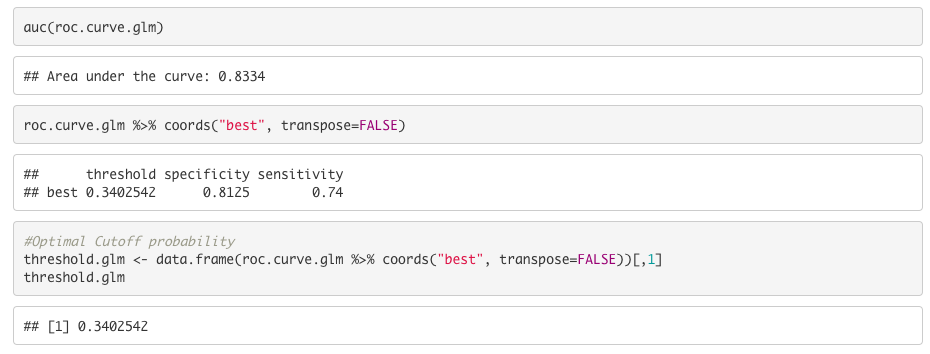 auc(roc.curve.glm)
## Area under the curve: 0.8334
roc.curve.glm %>% coords("best", transpose=FALSE)
##      threshold specificity sensitivity
## best 0.3402542      0.8125        0.74
#Optimal Cutoff probability
threshold.glm <- data.frame(roc.curve.glm %>% coords("best", transpose=FALSE))[,1]
threshold.glm
## [1] 0.3402542